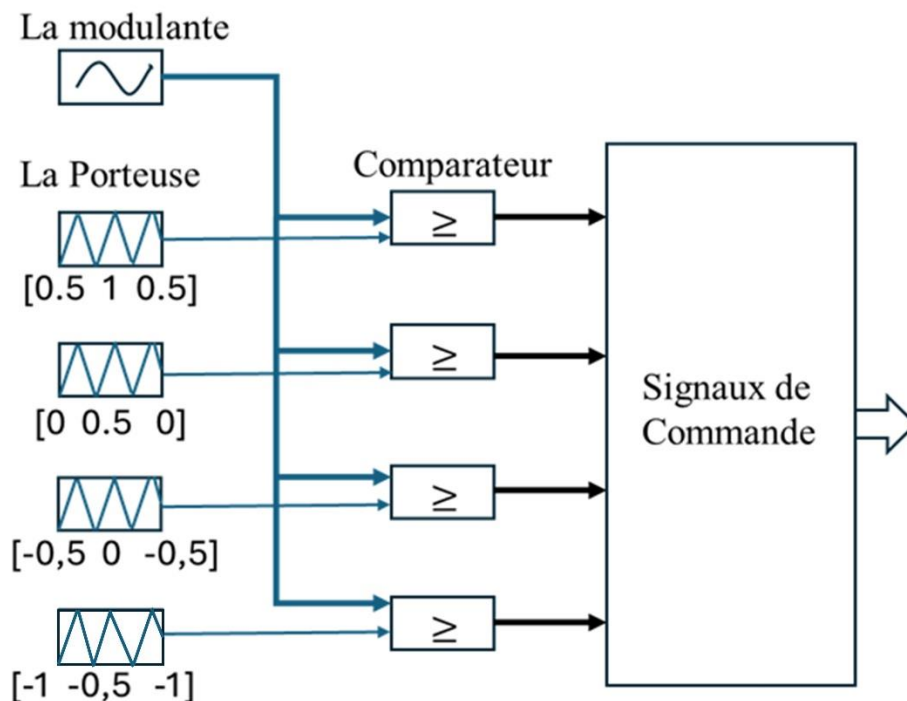 La modulante
La Porteuse
Comparateur
≥
[0.5 1 0.5]
≥
[0 0.5 0]
Signaux de
Commande
≥
[-0,5 0 -0,5]
≥
[-1 -0,5 -1]